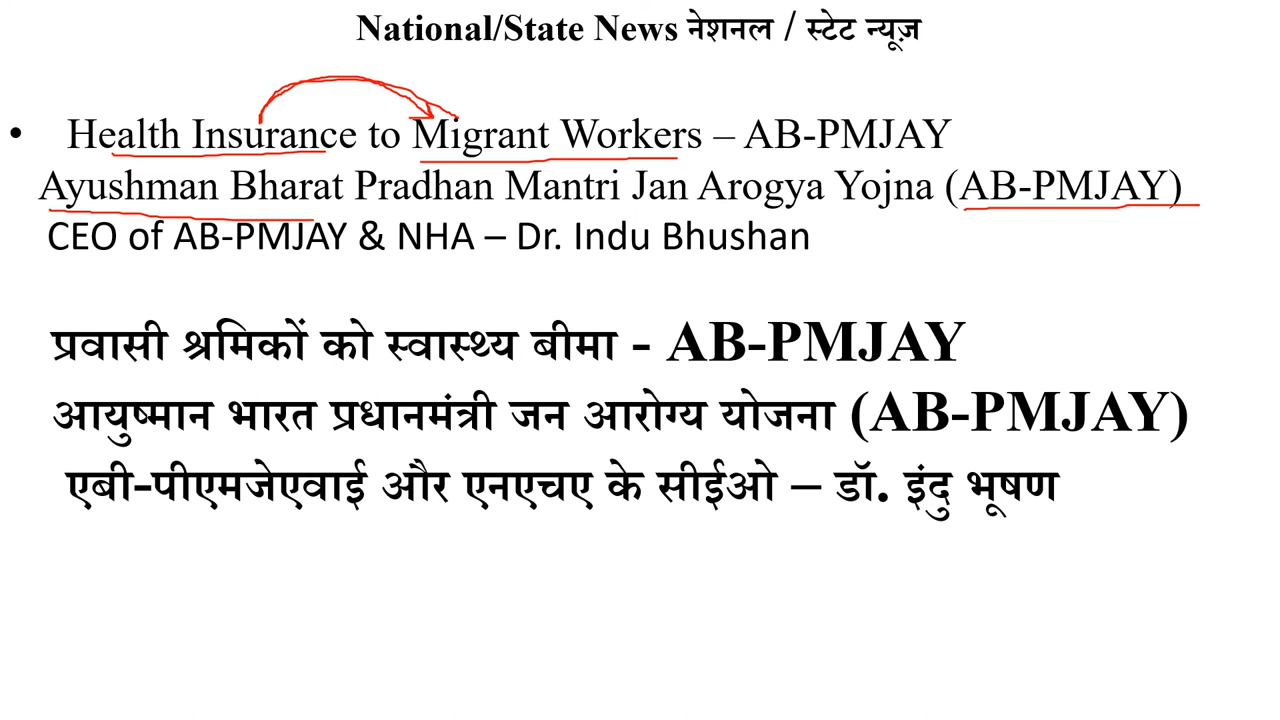 National/State News नेशनल / स्टेट न्यूज़
• Health Insurance to Migrant Workers – AB-PMJAY
Ayushman Bharat Pradhan Mantri Jan Arogya Yojna (AB-PMJAY)
CEO of AB-PMJAY & NHA – Dr. Indu Bhushan
प्रवासी श्रमिकों को स्वास्थ्य बीमा - AB-PMJAY
आयुष्मान भारत प्रधानमंत्री जन आरोग्य योजना (AB-PMJAY)
एबी-पीएमजेएवाई और एनएचए के सीईओ – डॉ. इंदु भूषण